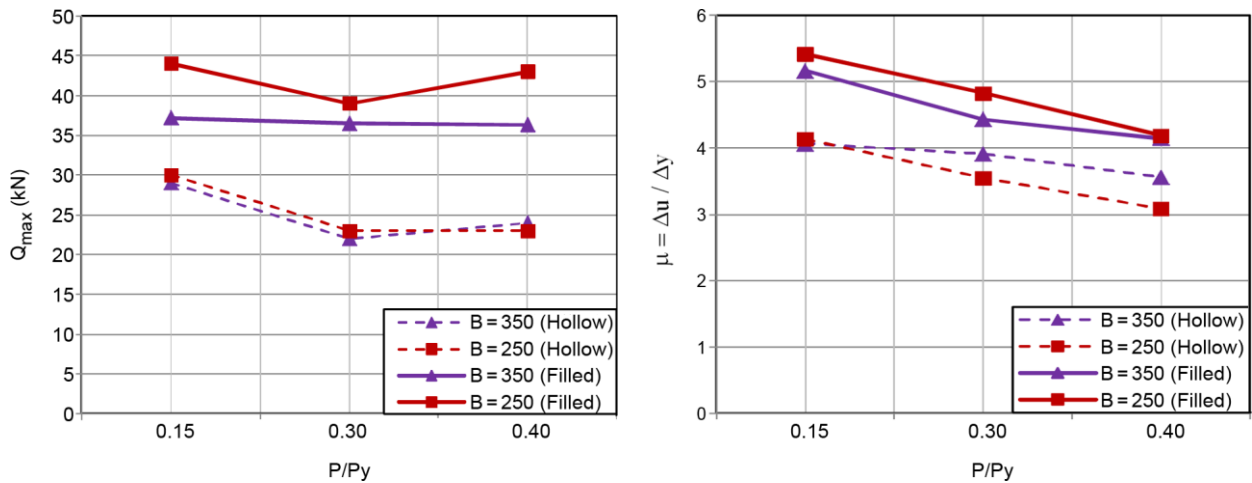 50
45
40
35
30
25
20
15
10
5
0
Qmax (kN)
0.15 0.30 0.40
P/Py
B = 350 (Hollow)
B = 250 (Hollow)
B = 350 (Filled)
B = 250 (Filled)
6
5
4
3
2
1
0
μ = Δu / Δy
0.15 0.30 0.40
P/Py
B = 350 (Hollow)
B = 250 (Hollow)
B = 350 (Filled)
B = 250 (Filled)